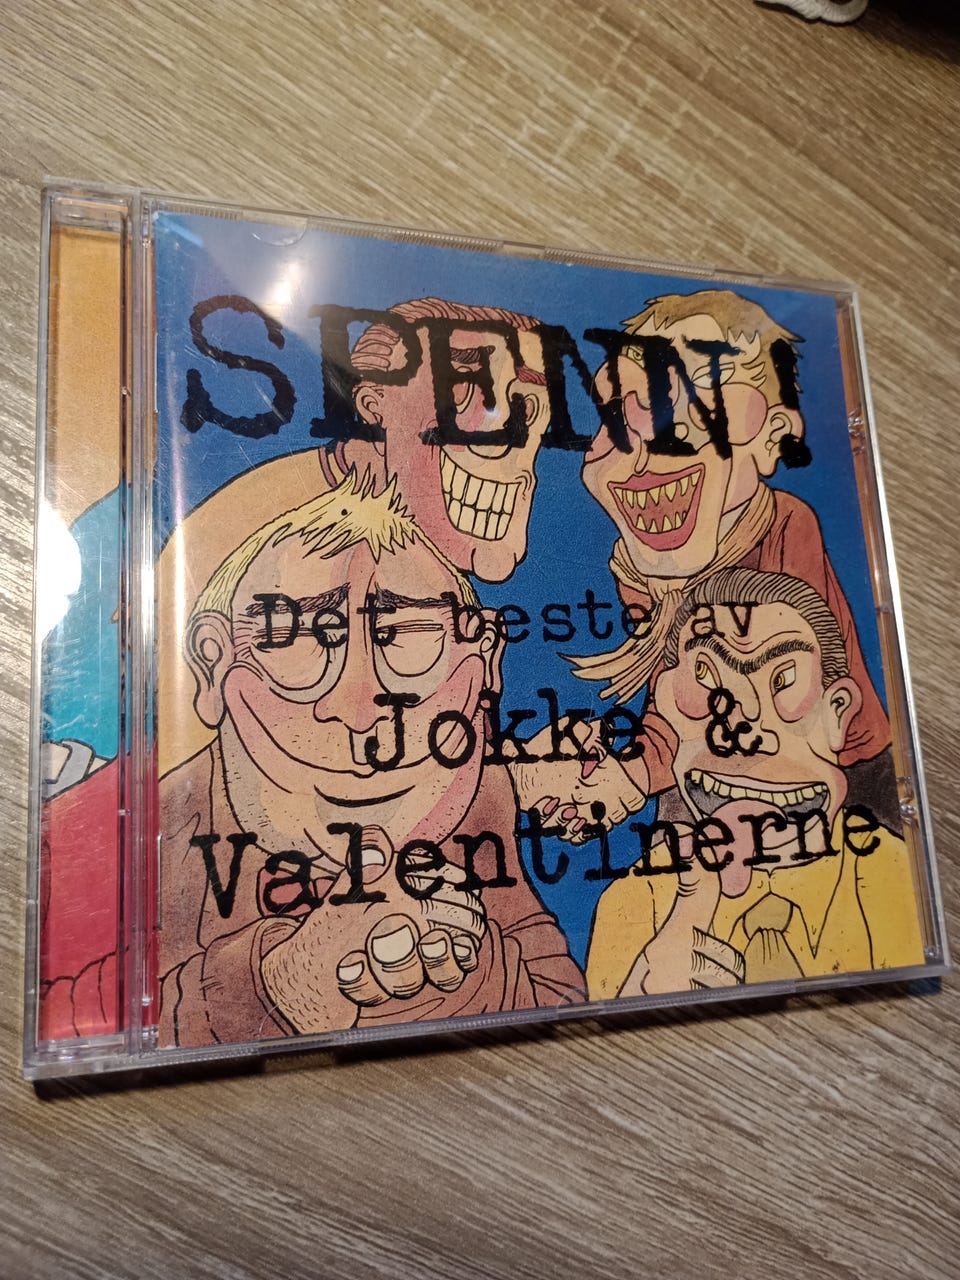 SPENN!
Det beste av
Jokke &
Valentinerne